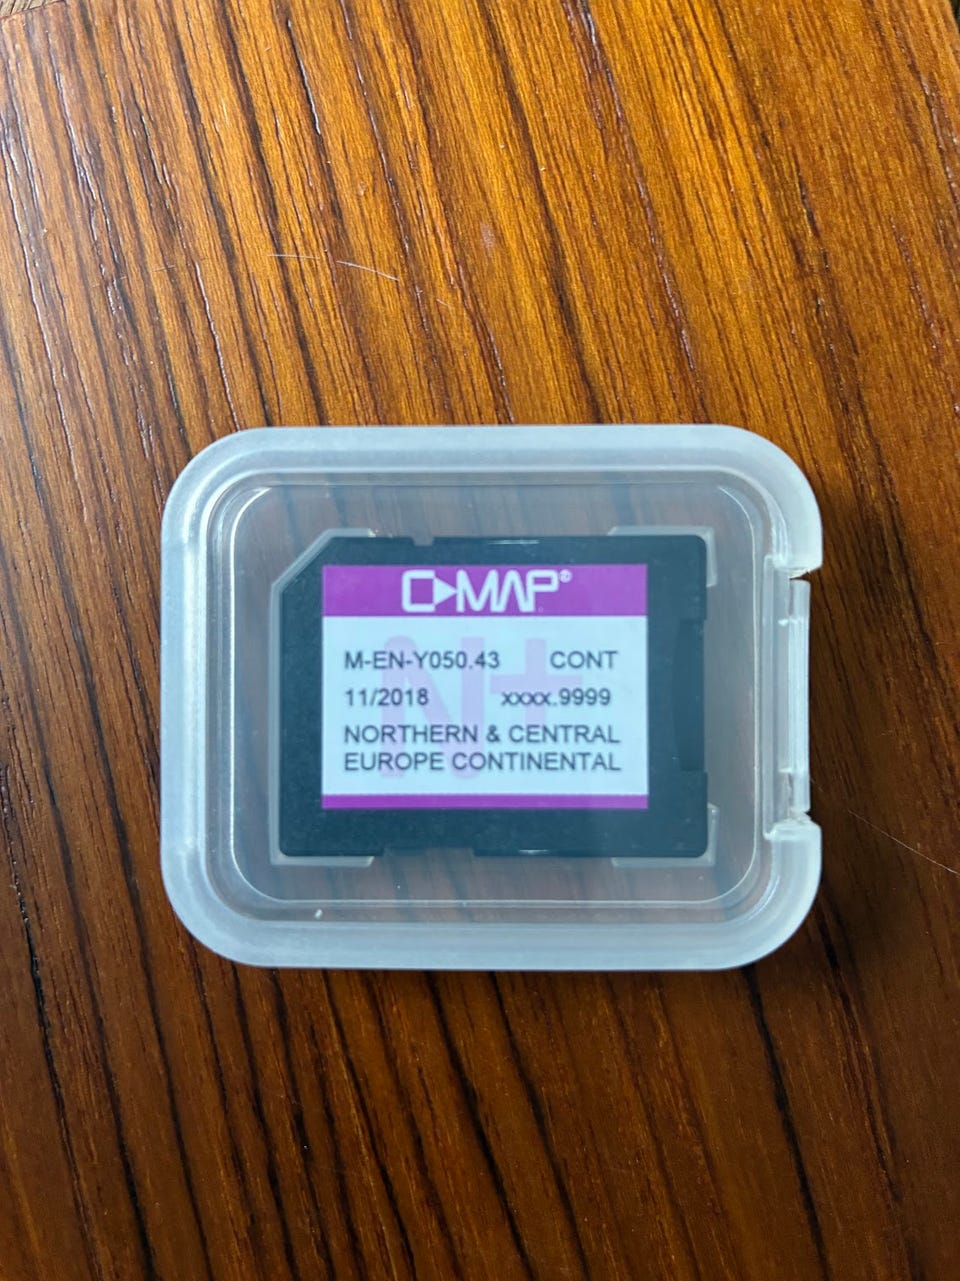 C-MAP®
N+
M-EN-Y050.43 CONT
11/2018 xxxx.9999
NORTHERN & CENTRAL
EUROPE CONTINENTAL